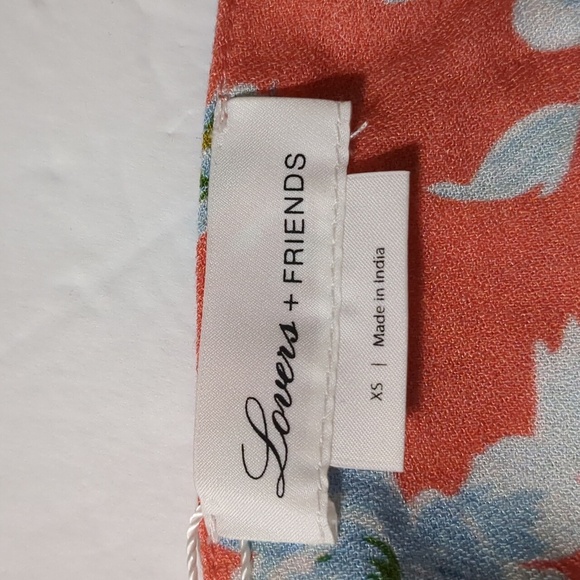 Lovers + FRIENDS
XS | Made in India